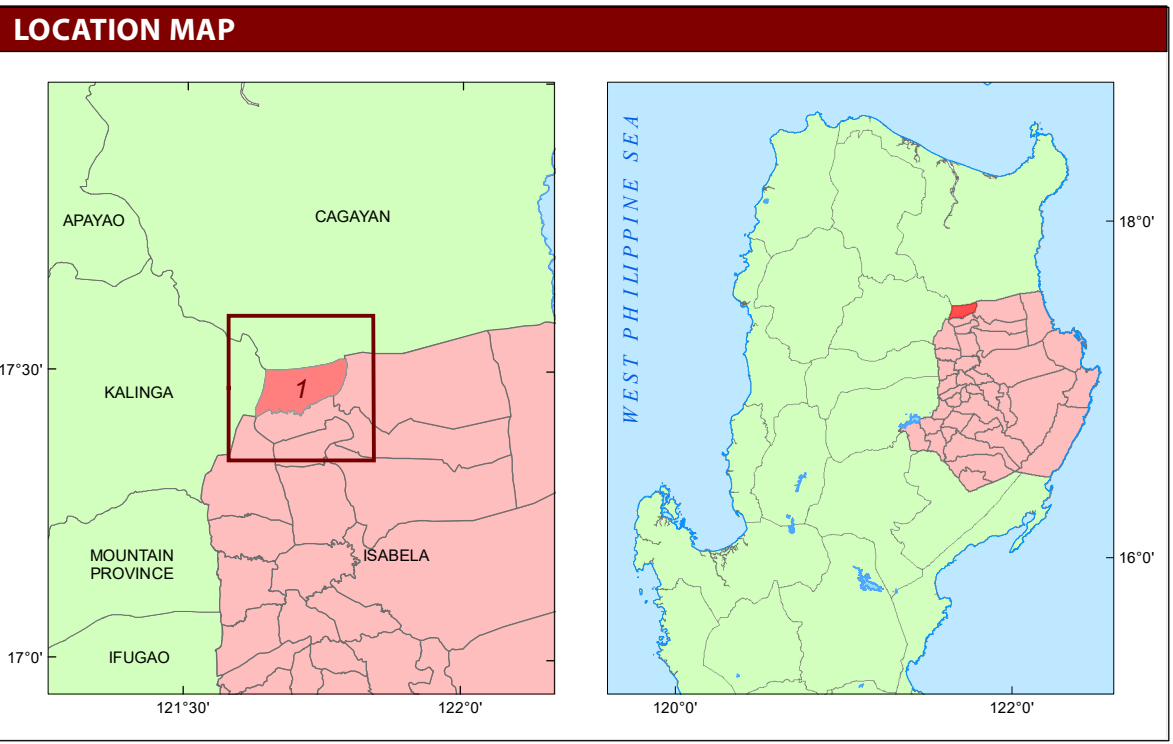 LOCATION MAP
APAYAO
CAGAYAN
17°30'
KALINGA
1
MOUNTAIN
PROVINCE
ISABELA
17°0'
IFUGAO
121°30'
122°0'
WEST PHILIPPINE SEA
18°0'
16°0'
120°0'
122°0'